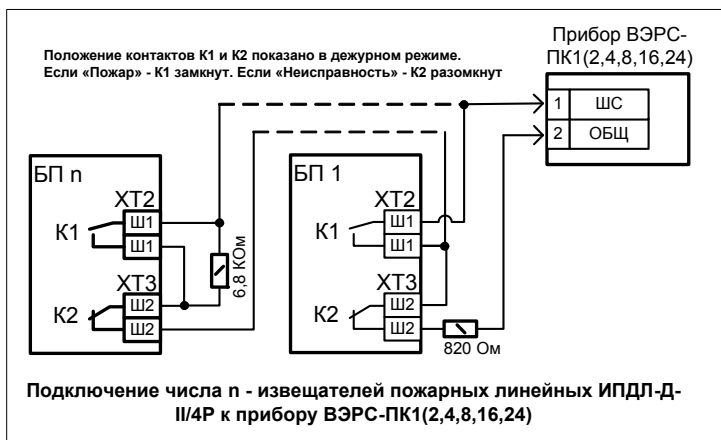 Положение контактов К1 и К2 показано в дежурном режиме.
Если «Пожар» - К1 замкнут. Если «Неисправность» - К2 разомкнут
Прибор ВЭРС-
ПК1(2,4,8,16,24)
1 ШС
2 ОБЩ
БП n
ХТ2
К1
Ш1
Ш1
6,8 КОм
ХТ3
К2
Ш2
Ш2
БП 1
ХТ2
К1
Ш1
Ш1
ХТ3
К2
Ш2
Ш2
820 Ом
Подключение числа n - извещателей пожарных линейных ИПДЛ-Д-
II/4Р к прибору ВЭРС-ПК1(2,4,8,16,24)